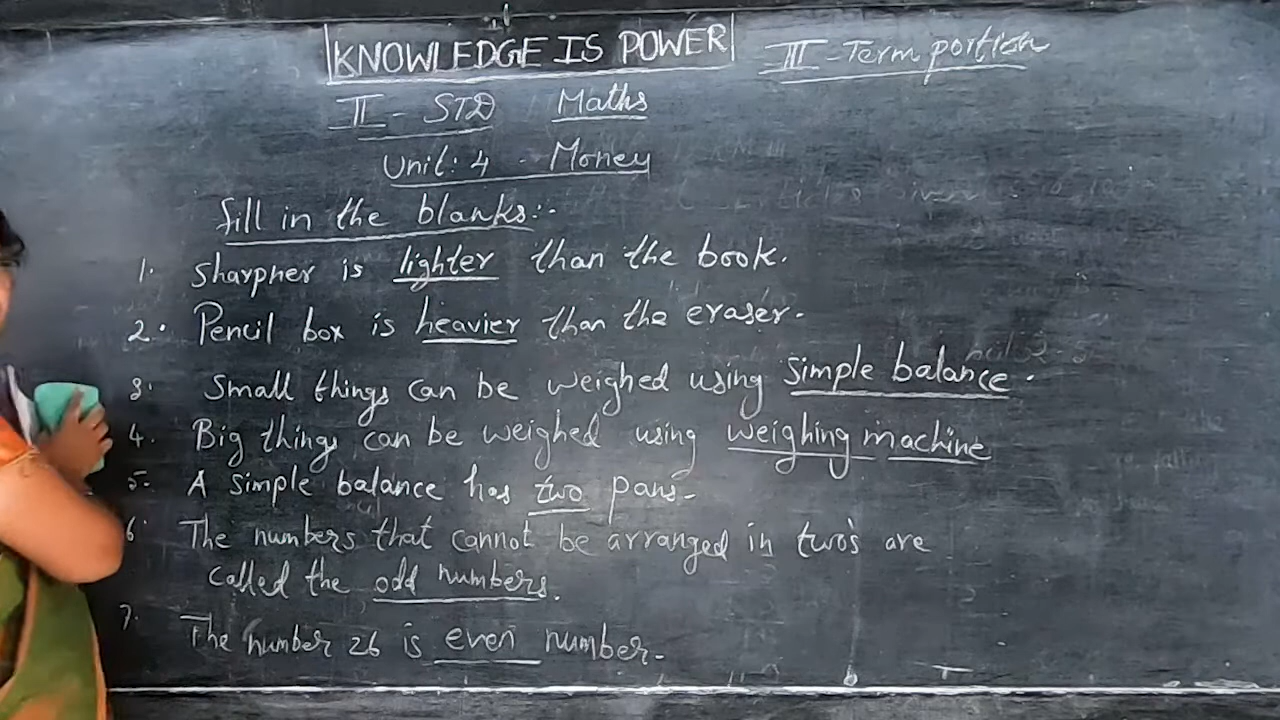 KNOWLEDGE IS POWER
III - Term portion
II - STD Maths
Unit: 4 - Money
fill in the blanks:-
1. Sharpner is lighter than the book.
2. Pencil box is heavier than the eraser.
3. Small things can be weighed using simple balance.
4. Big things can be weighed using weighing machine
5. A simple balance has two pans.
6. The numbers that cannot be arranged in two's are
called the odd numbers.
7. The number 26 is even number.